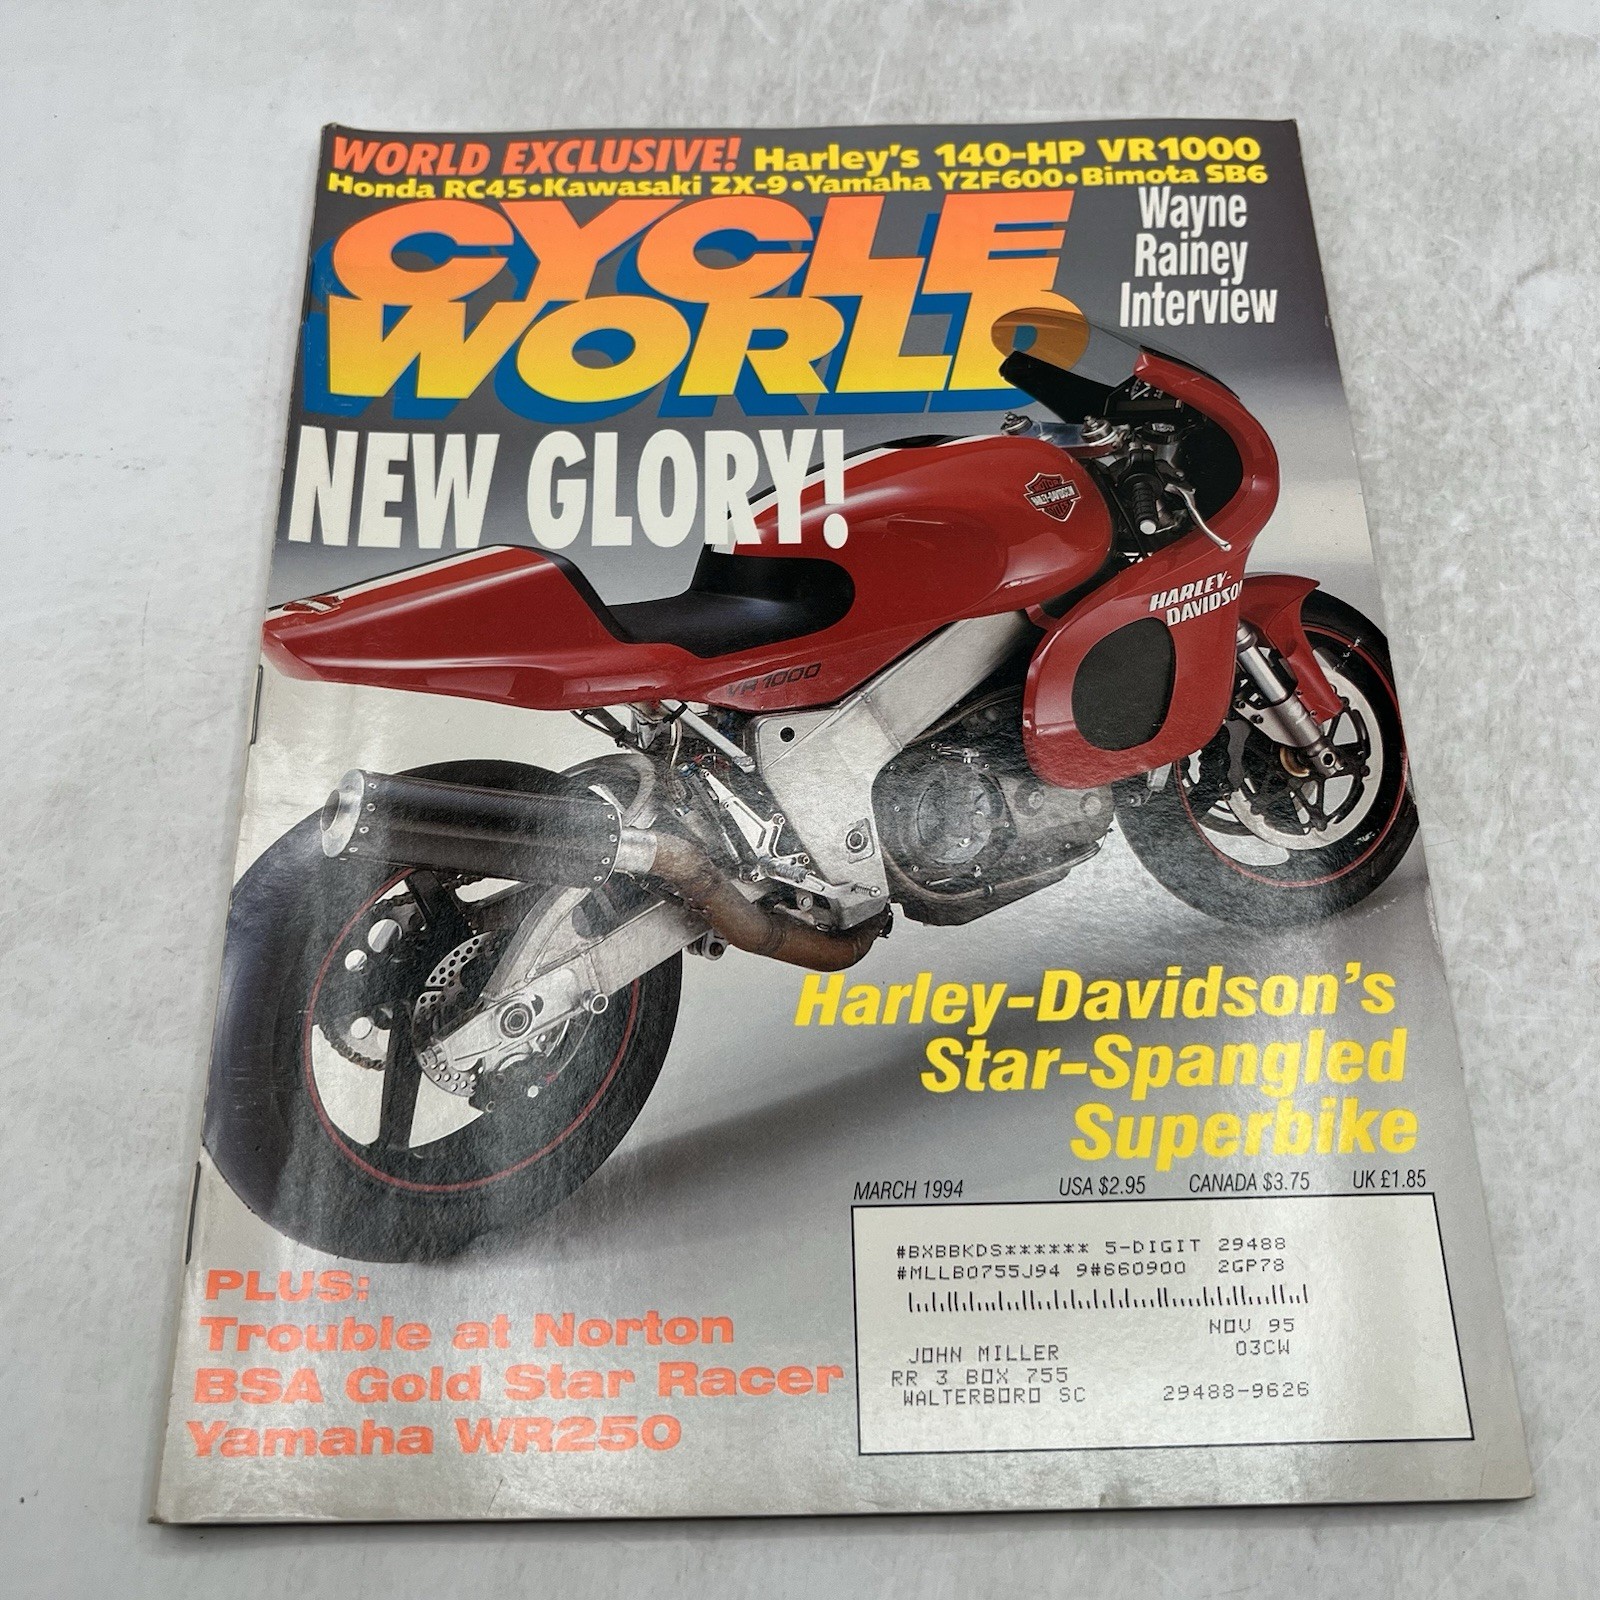 WORLD EXCLUSIVE! Harley's 140-HP VR1000
Honda RC45•Kawasaki ZX-9•Yamaha YZF600•Bimota SB6
CYCLE
WORLD
Wayne
Rainey
Interview
NEW GLORY!
HARLEY-DAVIDSON
HARLEY-
DAVIDSON
VR 1000
Harley-Davidson's
Star-Spangled
Superbike
MARCH 1994 USA $2.95 CANADA $3.75 UK £1.85
#BXBBKDS****** 5-DIGIT 29488
#MLLB0755J94 9#660900 2GP78
NOV 95
JOHN MILLER 03CW
RR 3 BOX 755
WALTERBORO SC 29488-9626
PLUS:
Trouble at Norton
BSA Gold Star Racer
Yamaha WR250